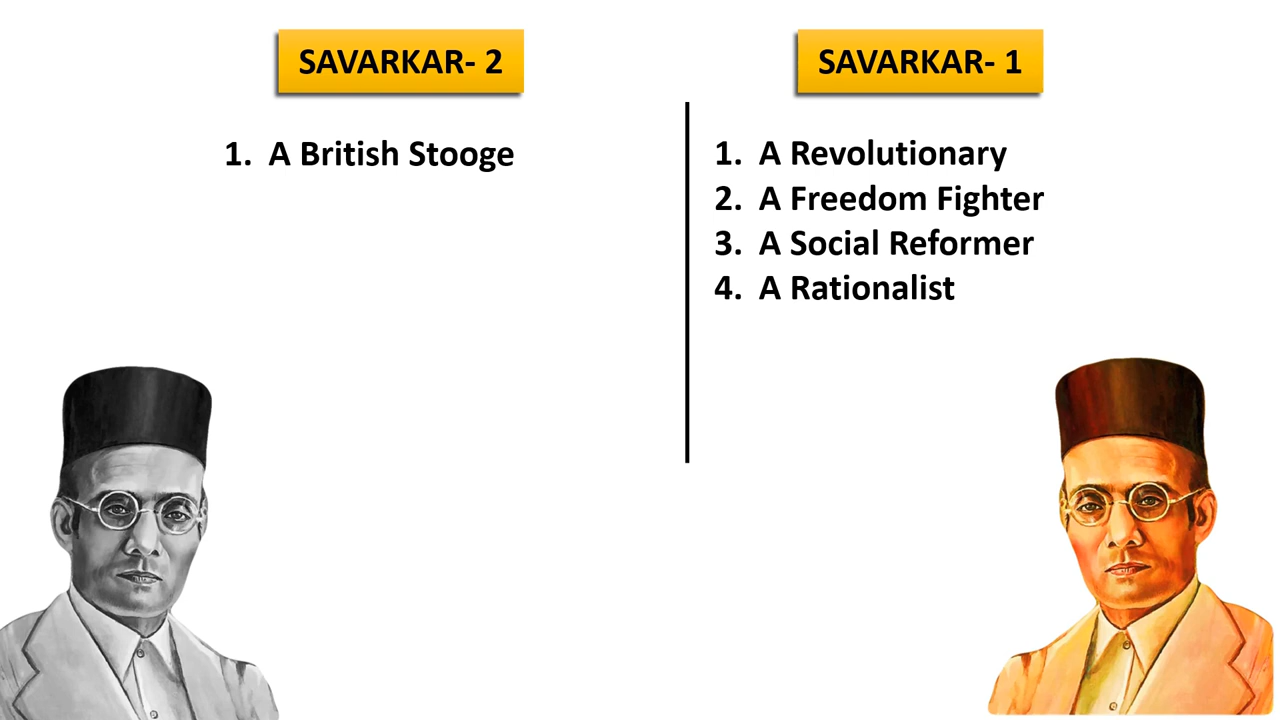 SAVARKAR- 2
1. A British Stooge
SAVARKAR- 1
1. A Revolutionary
2. A Freedom Fighter
3. A Social Reformer
4. A Rationalist